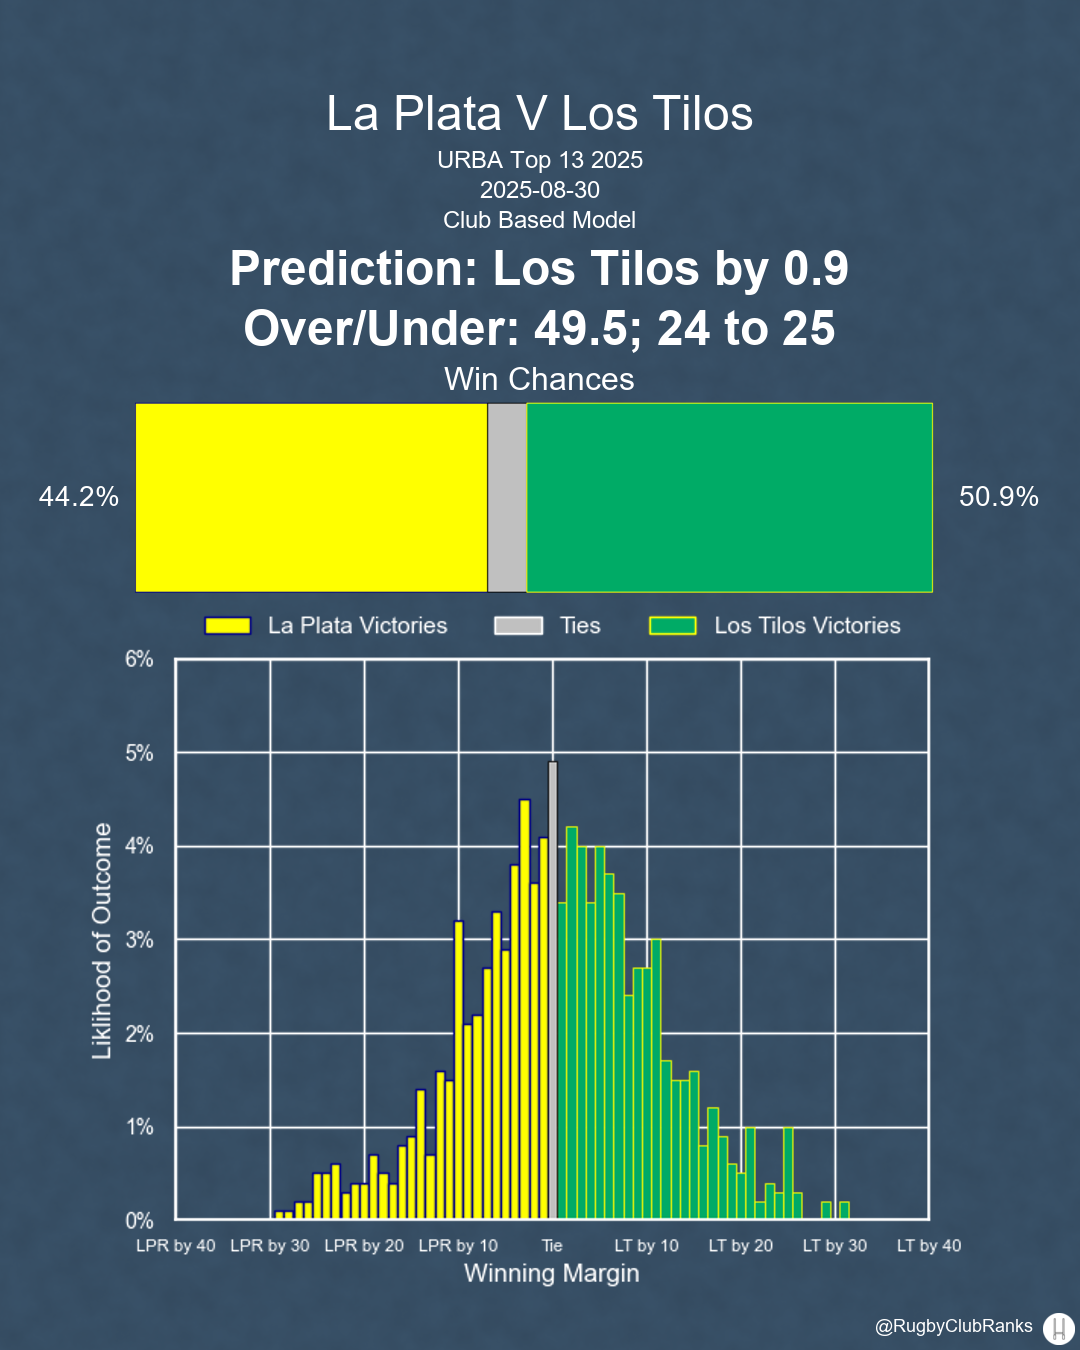 La Plata V Los Tilos
URBA Top 13 2025
2025-08-30
Club Based Model
Prediction: Los Tilos by 0.9
Over/Under: 49.5; 24 to 25
Win Chances
44.2%
50.9%
La Plata Victories
Ties
Los Tilos Victories
6%
5%
4%
3%
2%
1%
0%
Liklihood of Outcome
LPR by 40 LPR by 30 LPR by 20 LPR by 10 Tie LT by 10 LT by 20 LT by 30 LT by 40
Winning Margin
@RugbyClubRanks